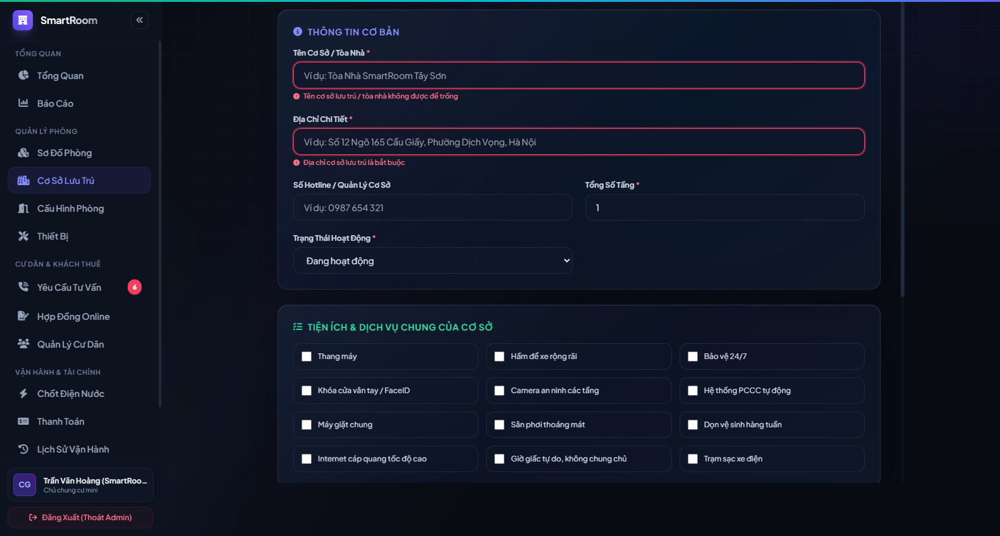 SmartRoom
TỔNG QUAN
Tổng Quan
Báo Cáo
QUẢN LÝ PHÒNG
Sơ Đồ Phòng
Cơ Sở Lưu Trú
Cấu Hình Phòng
Thiết Bị
CƯ DÂN & KHÁCH THUÊ
Yêu Cầu Tư Vấn
6
Hợp Đồng Online
Quản Lý Cư Dân
VẬN HÀNH & TÀI CHÍNH
Chốt Điện Nước
Thanh Toán
Lịch Sử Vận Hành
CG
Trần Văn Hoàng (SmartRoo...
Chủ chung cư mini
Đăng Xuất (Thoát Admin)
THÔNG TIN CƠ BẢN
Tên Cơ Sở / Tòa Nhà *
Ví dụ: Tòa Nhà SmartRoom Tây Sơn
Tên cơ sở lưu trú / tòa nhà không được để trống
Địa Chỉ Chi Tiết *
Ví dụ: Số 12 Ngõ 165 Cầu Giấy, Phường Dịch Vọng, Hà Nội
Địa chỉ cơ sở lưu trú là bắt buộc
Số Hotline / Quản Lý Cơ Sở
Tổng Số Tầng *
Ví dụ: 0987 654 321
1
Trạng Thái Hoạt Động *
Đang hoạt động
TIỆN ÍCH & DỊCH VỤ CHUNG CỦA CƠ SỞ
Thang máy
Hầm để xe rộng rãi
Bảo vệ 24/7
Khóa cửa vân tay / FaceID
Camera an ninh các tầng
Hệ thống PCCC tự động
Máy giặt chung
Sân phơi thoáng mát
Dọn vệ sinh hàng tuần
Internet cáp quang tốc độ cao
Giờ giấc tự do, không chung chủ
Trạm sạc xe điện